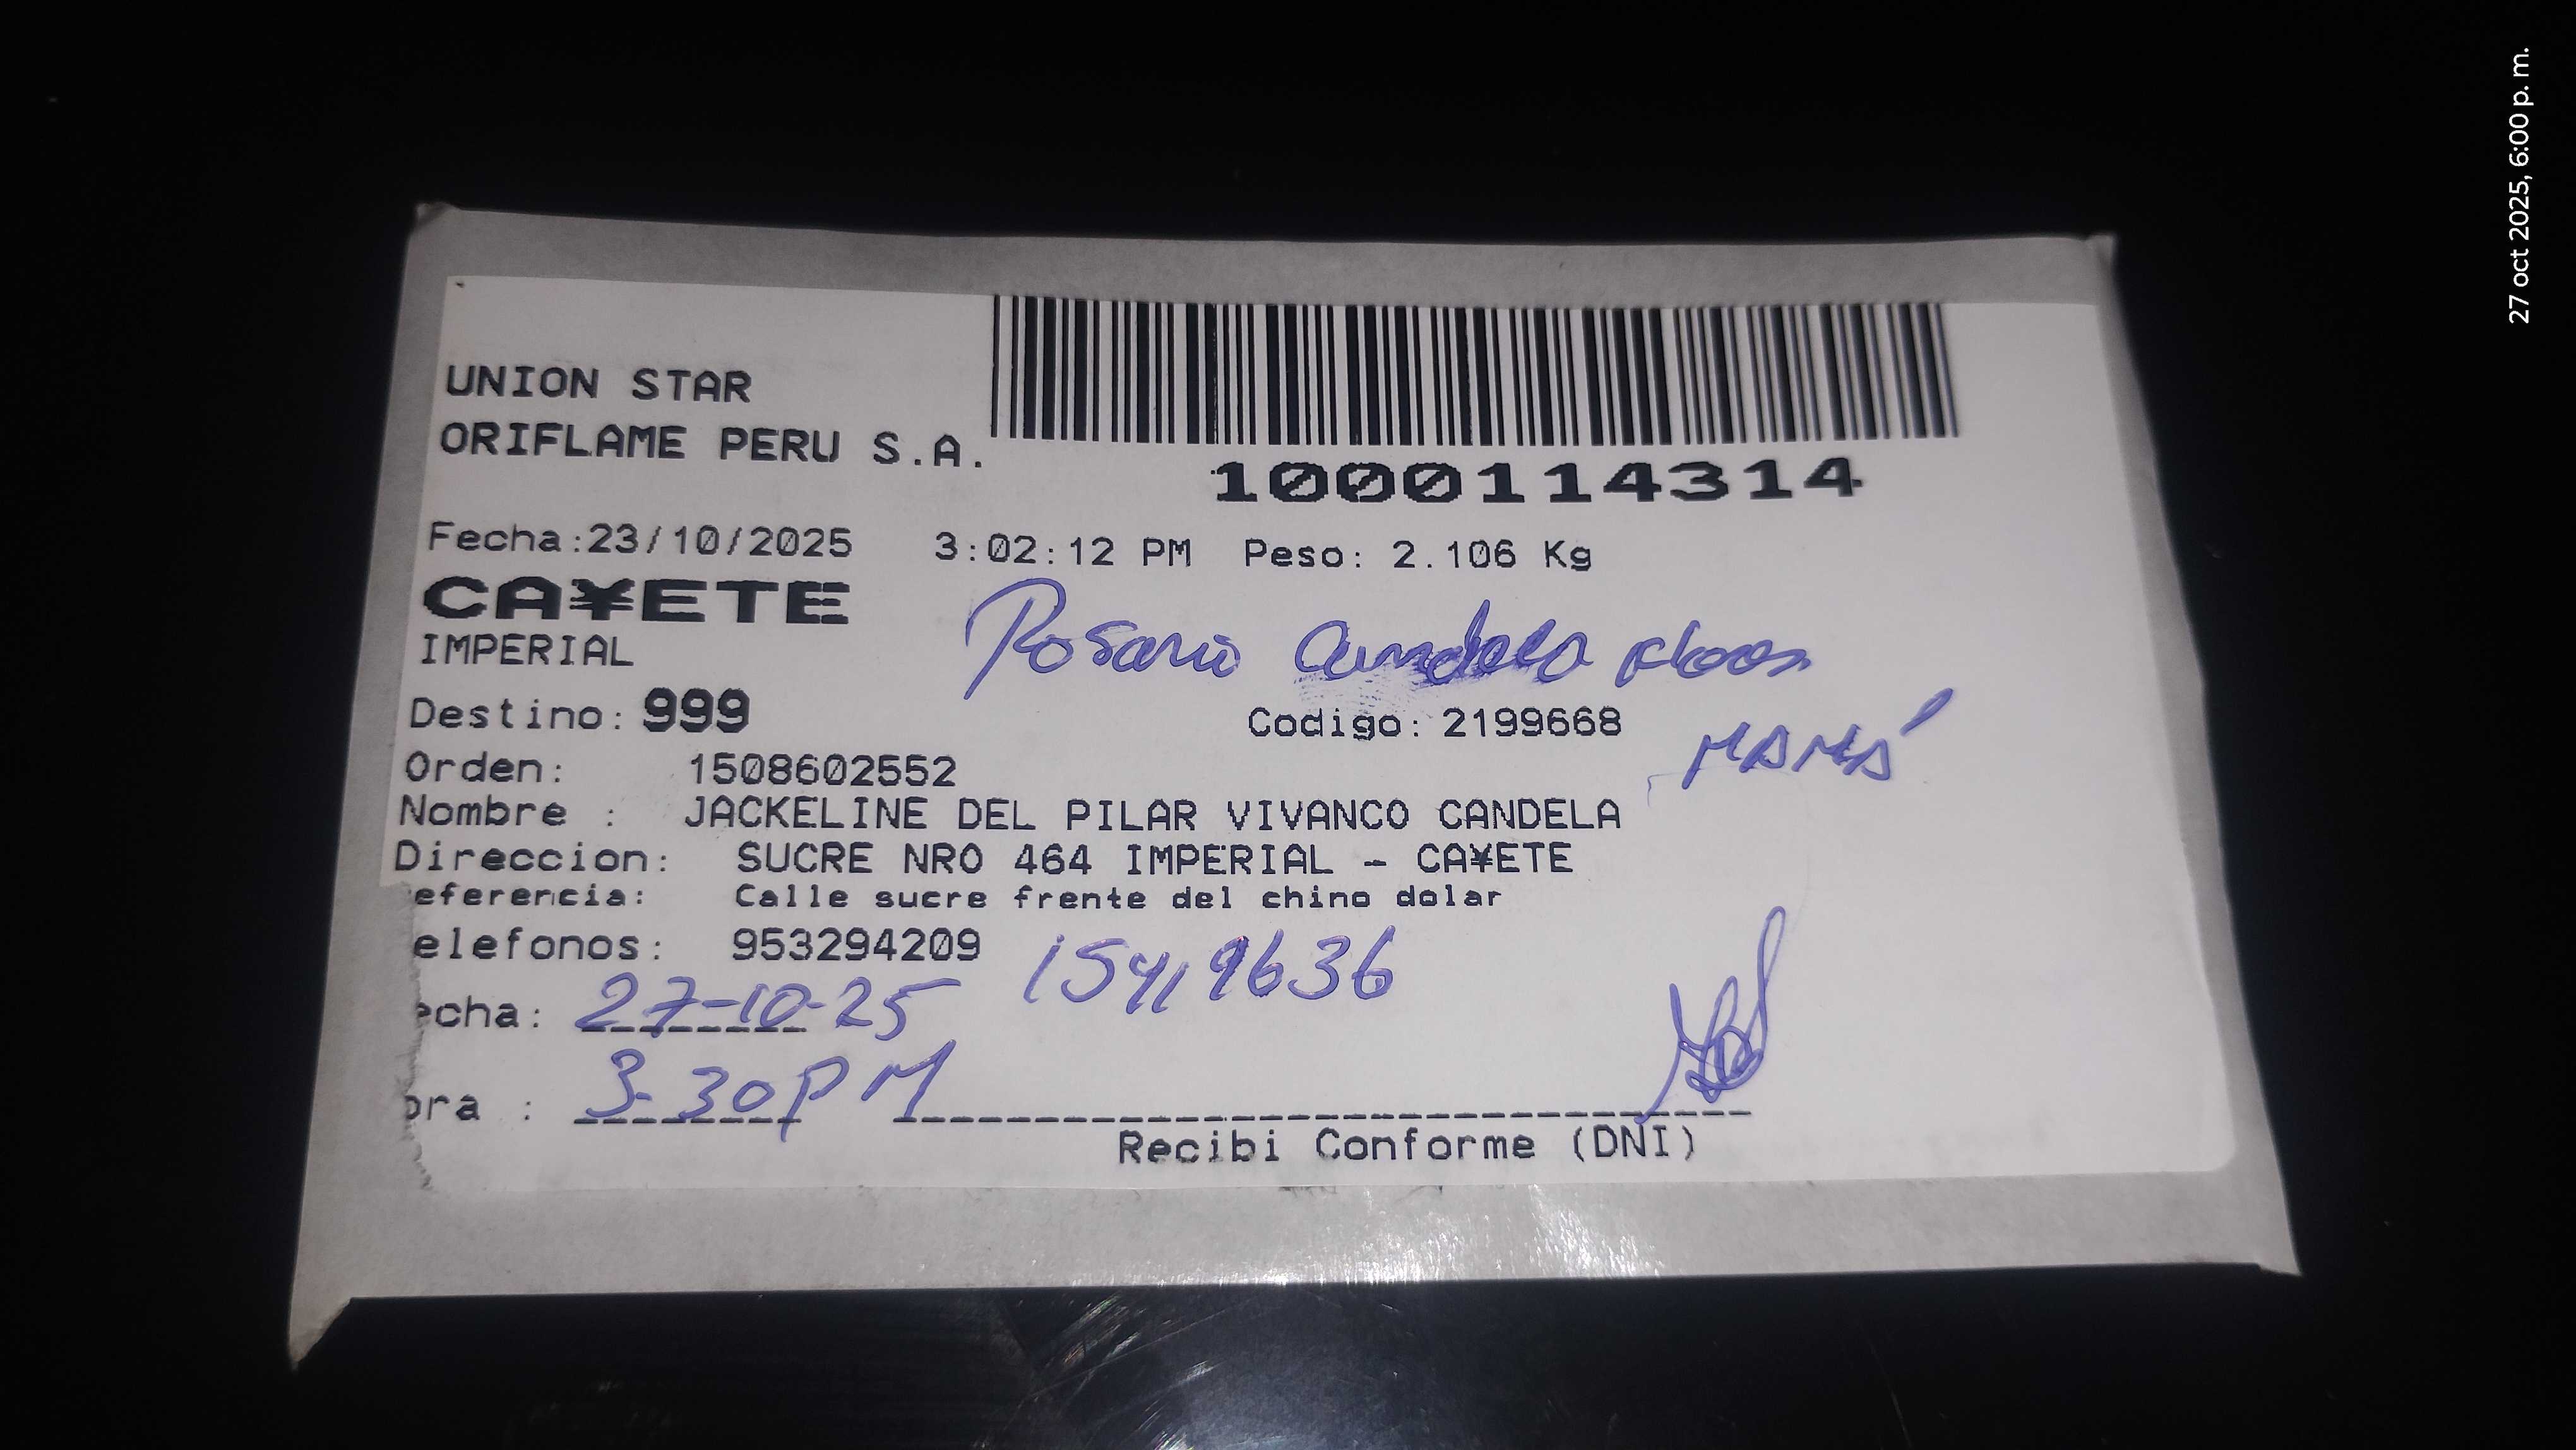 27 oct 2025, 6:00 p. m.
UNION STAR
ORIFLAME PERU S.A.
1000114314
Fecha:23/10/2025 3:02:12 PM Peso: 2.106 Kg
CA¥ETE
IMPERIAL
Rosario Candela
Destino: 999 Codigo: 2199668
MAMÁ
Orden: 1508602552
Nombre : JACKELINE DEL PILAR VIVANCO CANDELA
Direccion: SUCRE NRO 464 IMPERIAL - CA¥ETE
eferencia: Calle sucre frente del chino dolar
elefonos: 953294209
echa: 27-10-25
ora : 3-30 PM
Recibi Conforme (DNI)